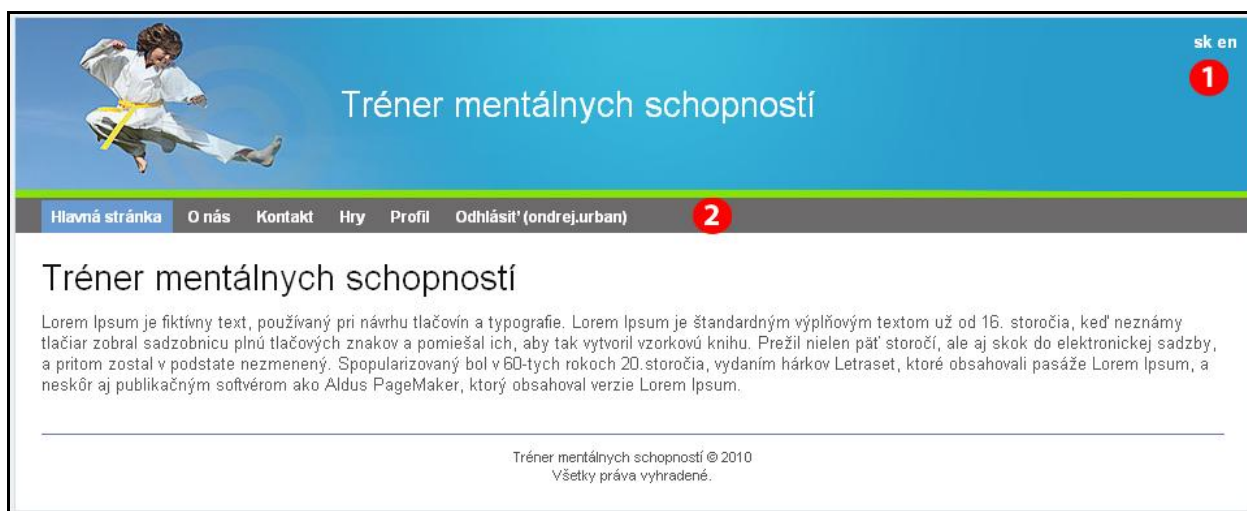 sk en
1
Tréner mentálnych schopností
Hlavná stránka O nás Kontakt Hry Profil Odhlásiť (ondrej.urban) 2
Tréner mentálnych schopností
Lorem Ipsum je fiktívny text, používaný pri návrhu tlačovín a typografie. Lorem Ipsum je štandardným výplňovým textom už od 16. storočia, keď neznámy
tlačiar zobral sadzobnicu plnú tlačových znakov a pomiešal ich, aby tak vytvoril vzorkovú knihu. Prežil nielen päť storočí, ale aj skok do elektronickej sadzby,
a pritom zostal v podstate nezmenený. Spopularizovaný bol v 60-tych rokoch 20.storočia, vydaním hárkov Letraset, ktoré obsahovali pasáže Lorem Ipsum, a
neskôr aj publikačným softvérom ako Aldus PageMaker, ktorý obsahoval verzie Lorem Ipsum.
Tréner mentálnych schopností © 2010
Všetky práva vyhradené.